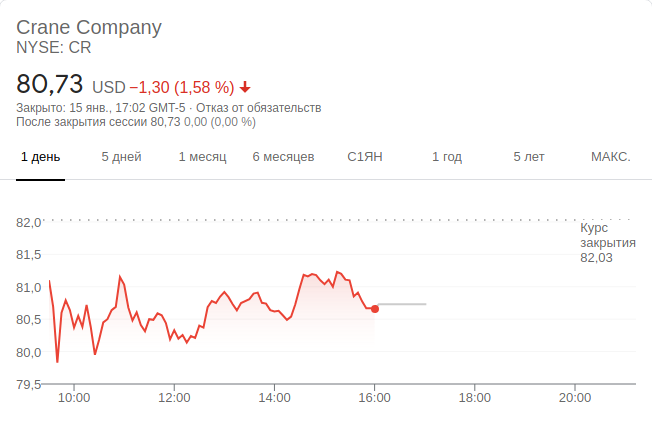 Crane Company
NYSE: CR
80,73 USD −1,30 (1,58 %)
Закрыто: 15 янв., 17:02 GMT-5 · Отказ от обязательств
После закрытия сессии 80,73 0,00 (0,00 %)
1 день 5 дней 1 месяц 6 месяцев С1ЯН 1 год 5 лет МАКС.
82,0
Курс
закрытия
82,03
81,5
81,0
80,5
80,0
79,5
10:00 12:00 14:00 16:00 18:00 20:00